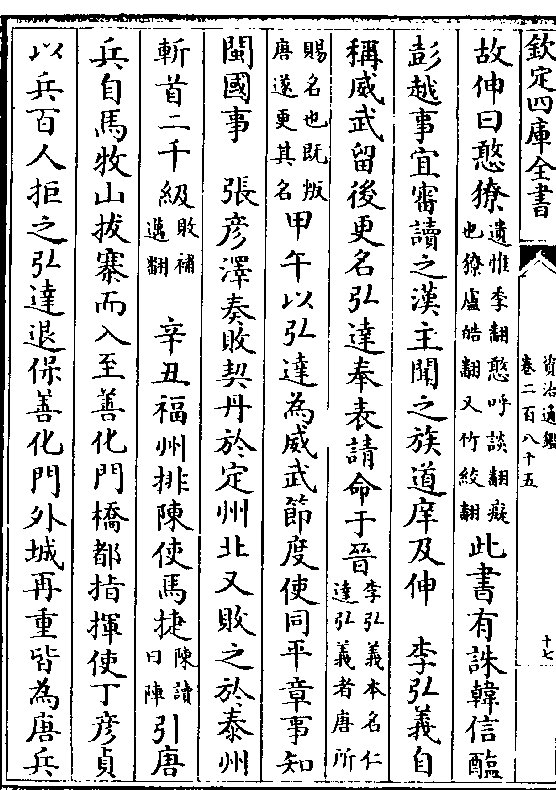 欽定四庫全書
資治通鑑
卷二百八十五
十七
故伸曰憨獠遺惟季翻憨呼談翻癡也獠盧皓翻又竹絞翻此書有誅韓信醢
彭越事宜審讀之漢主聞之族道庠及伸　李弘義自
稱威武留後更名弘達奉表請命于晉李弘義本名仁達弘義者唐所
賜名也既叛唐遂更其名甲午以弘達為威武節度使同平章事知
閩國事　張彦澤奏敗契丹於定州北又敗之於泰州
斬首二千級敗補邁翻　辛丑福州排陳使馬捷陳讀曰陣引唐
兵自馬牧山拔寨而入至善化門橋都指揮使丁彦貞
以兵百人拒之弘達退保善化門外城再重皆為唐兵